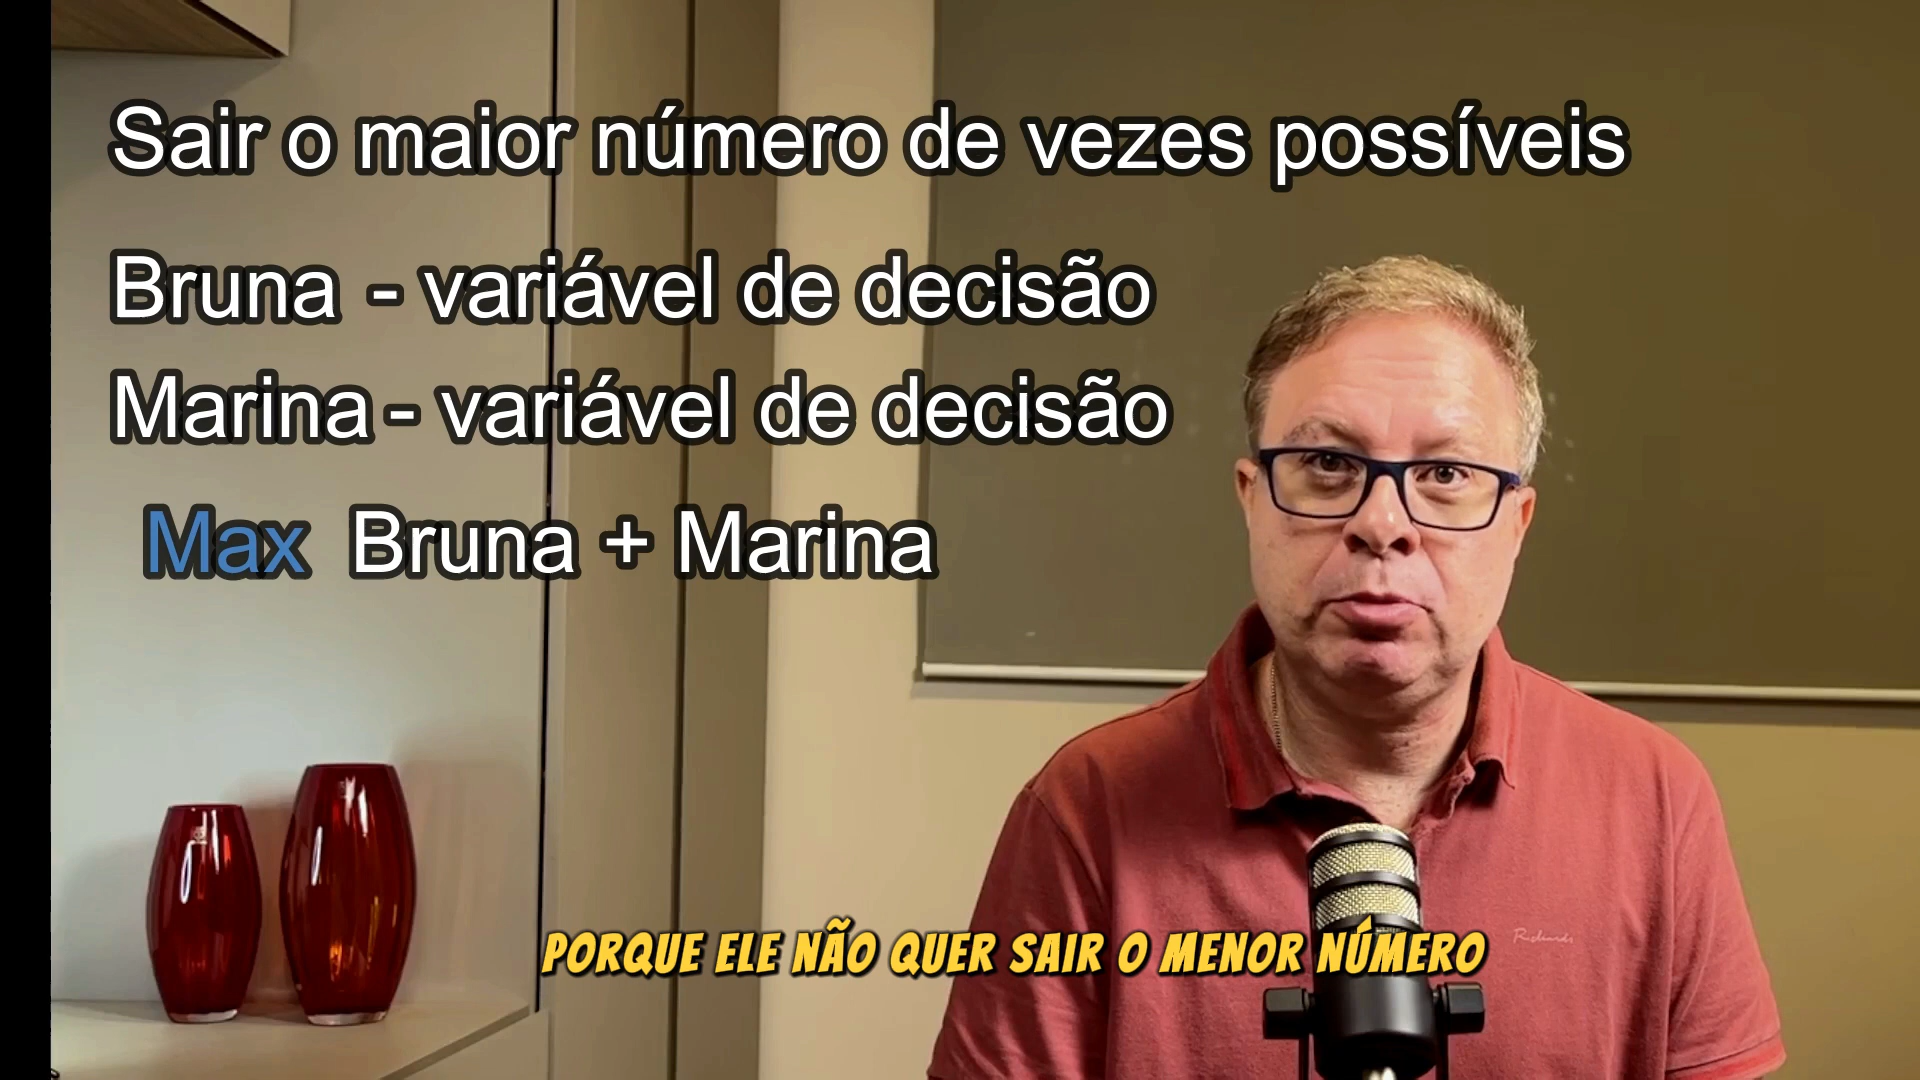 Sair o maior número de vezes possíveis
Bruna - variável de decisão
Marina - variável de decisão
Max Bruna + Marina
PORQUE ELE NÃO QUER SAIR O MENOR NÚMERO